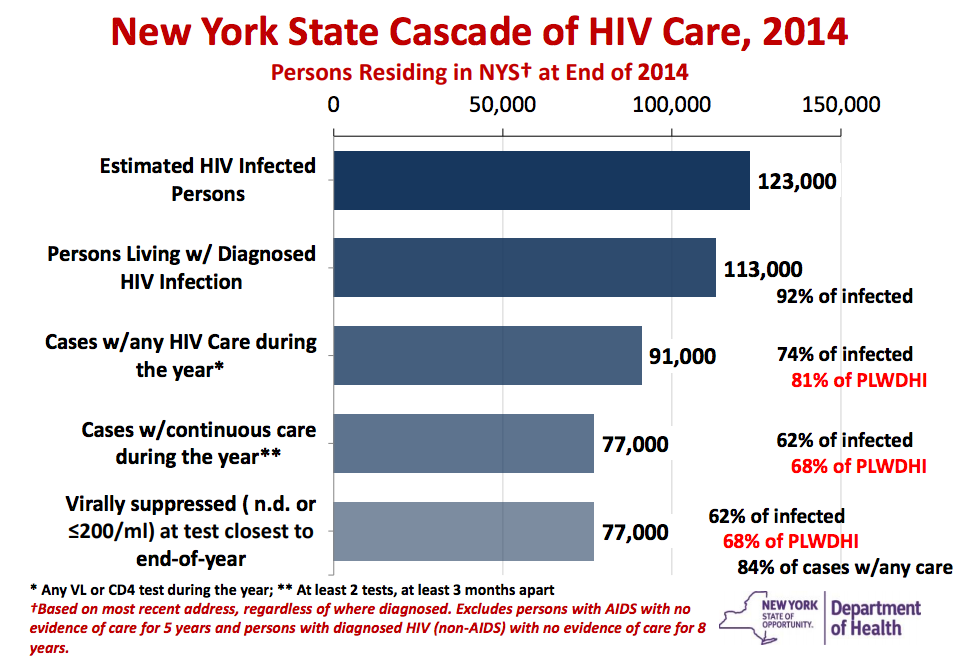 New York State Cascade of HIV Care, 2014
Persons Residing in NYS† at End of 2014
0 50,000 100,000 150,000
Estimated HIV Infected
Persons
123,000
Persons Living w/ Diagnosed
HIV Infection
113,000
92% of infected
Cases w/any HIV Care during
the year*
91,000
74% of infected
81% of PLWDHI
Cases w/continuous care
during the year**
77,000
62% of infected
68% of PLWDHI
Virally suppressed ( n.d. or
≤200/ml) at test closest to
end-of-year
77,000
62% of infected
68% of PLWDHI
84% of cases w/any care
* Any VL or CD4 test during the year; ** At least 2 tests, at least 3 months apart
†Based on most recent address, regardless of where diagnosed. Excludes persons with AIDS with no
evidence of care for 5 years and persons with diagnosed HIV (non-AIDS) with no evidence of care for 8
years.
NEW YORK
STATE OF
OPPORTUNITY.
Department
of Health